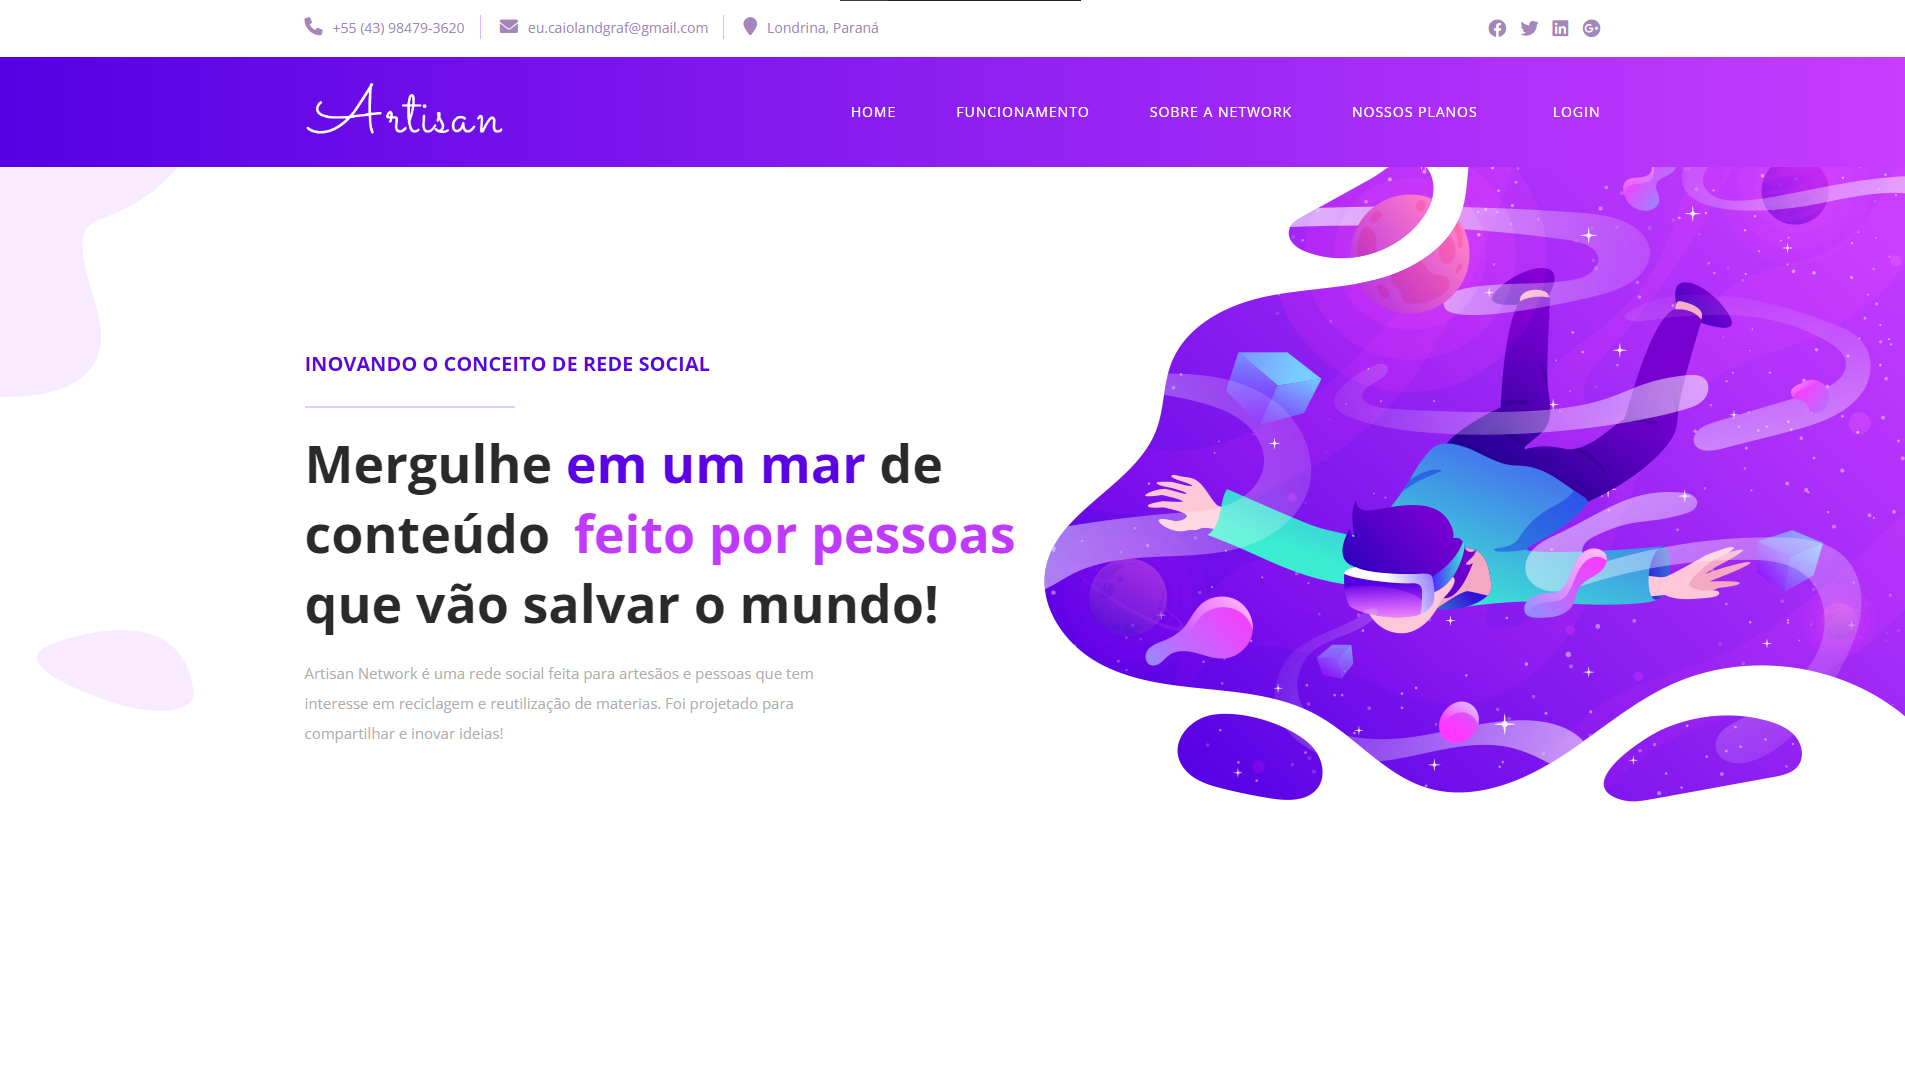 +55 (43) 98479-3620 eu.caiolandgraf@gmail.com Londrina, Paraná
Artisan HOME FUNCIONAMENTO SOBRE A NETWORK NOSSOS PLANOS LOGIN
INOVANDO O CONCEITO DE REDE SOCIAL
Mergulhe em um mar de
conteúdo feito por pessoas
que vão salvar o mundo!
Artisan Network é uma rede social feita para artesãos e pessoas que tem
interesse em reciclagem e reutilização de materias. Foi projetado para
compartilhar e inovar ideias!